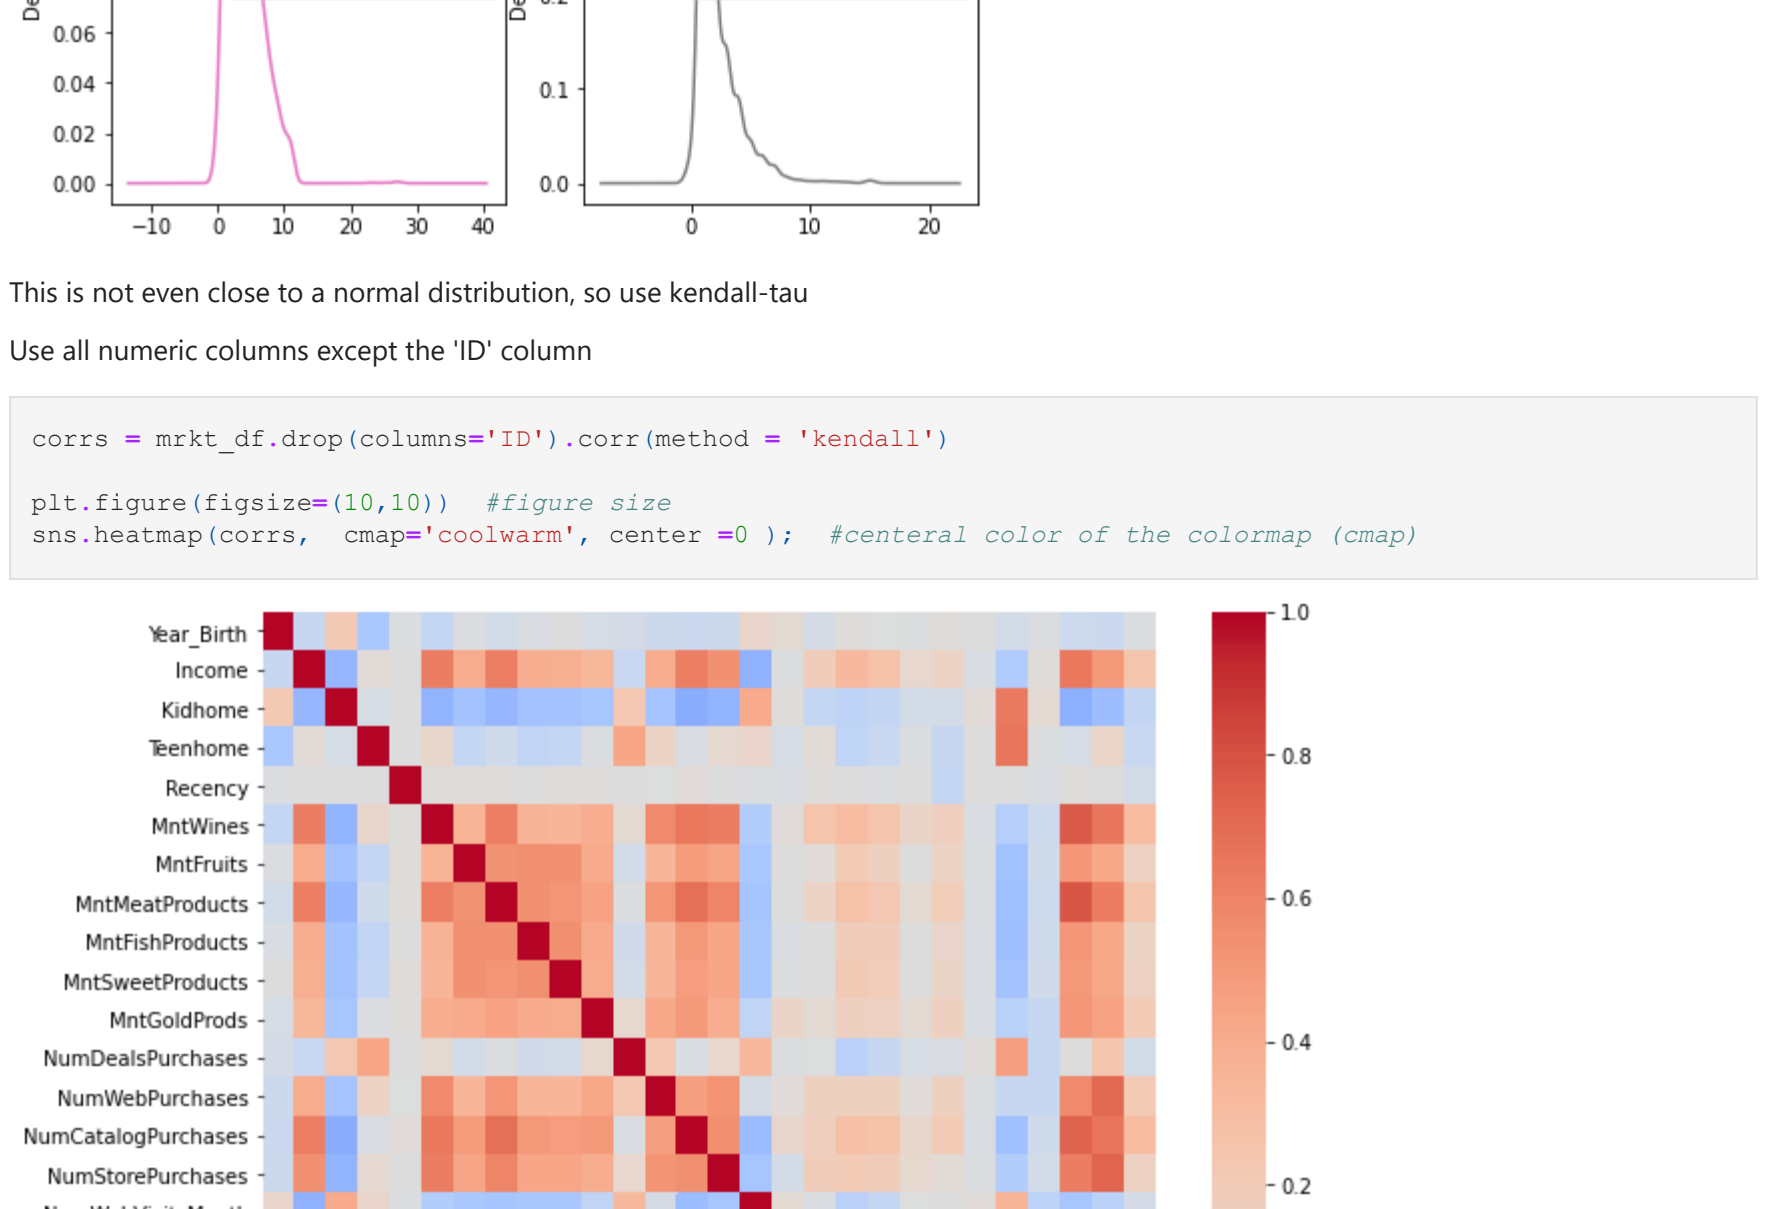 0.06
0.04
0.02
0.00
−10 0 10 20 30 40
0.1
0.0
0 10 20
This is not even close to a normal distribution, so use kendall-tau
Use all numeric columns except the 'ID' column
corrs = mrkt_df.drop(columns='ID').corr(method = 'kendall')
plt.figure(figsize=(10,10))  #figure size
sns.heatmap(corrs,  cmap='coolwarm', center =0 );  #centeral color of the colormap (cmap)
Year_Birth
Income
Kidhome
Teenhome
Recency
MntWines
MntFruits
MntMeatProducts
MntFishProducts
MntSweetProducts
MntGoldProds
NumDealsPurchases
NumWebPurchases
NumCatalogPurchases
NumStorePurchases
1.0
0.8
0.6
0.4
0.2